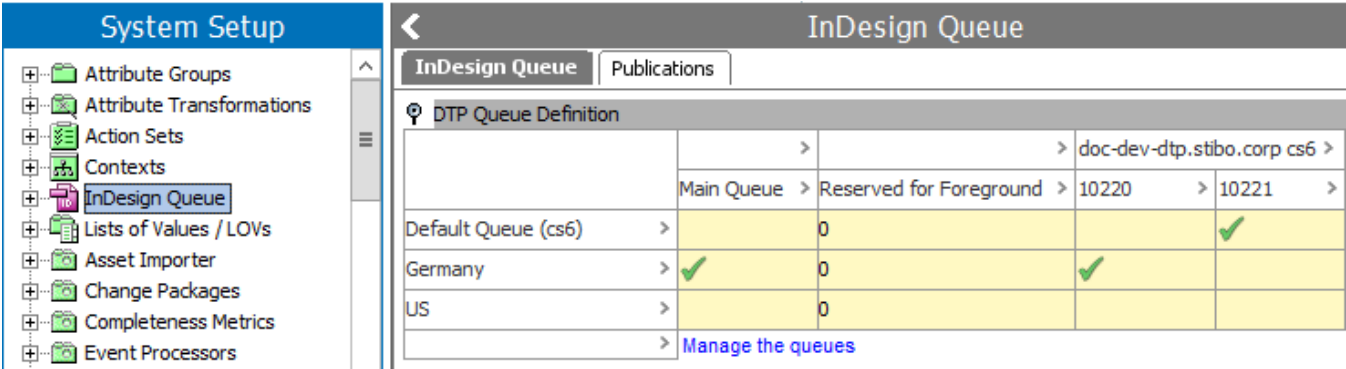 System Setup
Attribute Groups
Attribute Transformations
Action Sets
Contexts
InDesign Queue
Lists of Values / LOVs
Asset Importer
Change Packages
Completeness Metrics
Event Processors
InDesign Queue
InDesign Queue Publications
DTP Queue Definition
> > doc-dev-dtp.stibo.corp cs6 >
Main Queue > Reserved for Foreground > 10220 > 10221 >
Default Queue (cs6) > 0 ✓
Germany > ✓ 0 ✓
US > 0
> Manage the queues